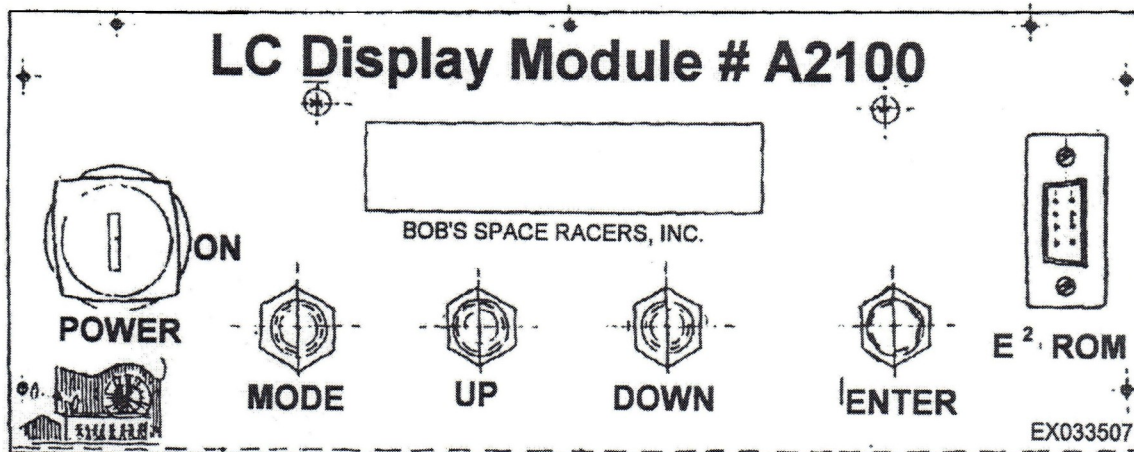 LC Display Module # A2100
BOB'S SPACE RACERS, INC.
ON
POWER
MODE
UP
DOWN
ENTER
E² ROM
EX033507